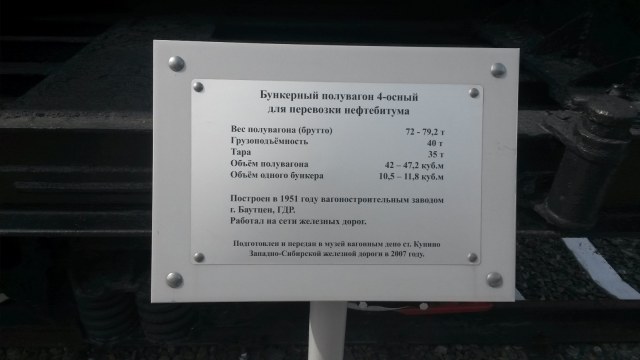 Бункерный полувагон 4-осный
для перевозки нефтебитума
Вес полувагона (брутто) 72 - 79,2 т
Грузоподъёмность 40 т
Тара 35 т
Объём полувагона 42 – 47,2 куб.м
Объём одного бункера 10,5 – 11,8 куб.м
Построен в 1951 году вагоностроительным заводом
г. Баутцен, ГДР.
Работал на сети железных дорог.
Подготовлен и передан в музей вагонным депо ст. Купино
Западно-Сибирской железной дороги в 2007 году.